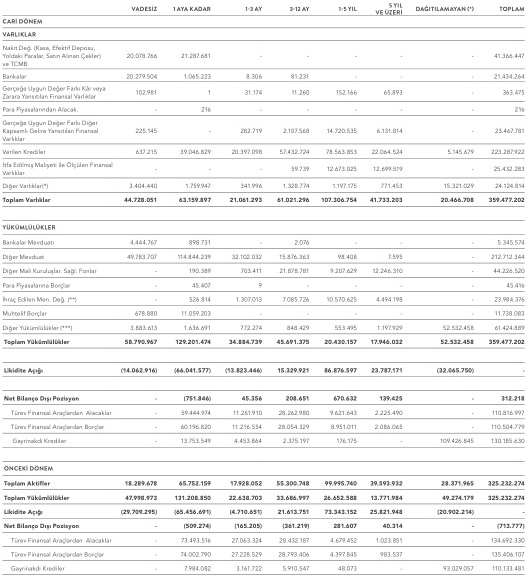 VADESİZ 1 AYA KADAR 1-3 AY 3-12 AY 1-5 YIL 5 YIL VE ÜZERİ DAĞITILAMAYAN (*) TOPLAM
CARİ DÖNEM
VARLIKLAR
Nakit Değ. (Kasa, Efektif Deposu,
Yoldaki Paralar, Satın Alınan Çekler) 20.078.766 21.287.681 - - - - - 41.366.447
ve TCMB
Bankalar 20.279.504 1.065.223 8.306 81.231 - - - 21.434.264
Gerçeğe Uygun Değer Farkı Kâr veya
Zarara Yansıtılan Finansal Varlıklar 102.981 1 31.174 11.260 152.166 65.893 - 363.475
Para Piyasalarından Alacak. - 216 - - - - - 216
Gerçeğe Uygun Değer Farkı Diğer
Kapsamlı Gelire Yansıtılan Finansal 225.145 - 282.719 2.107.568 14.720.535 6.131.814 - 23.467.781
Varlıklar
Verilen Krediler 637.215 39.046.829 20.397.098 57.432.724 78.563.853 22.064.524 5.145.679 223.287.922
İtfa Edilmiş Maliyeti ile Ölçülen Finansal
Varlıklar - - - 59.739 12.673.025 12.699.519 - 25.432.283
Diğer Varlıklar(*) 3.404.440 1.759.947 341.996 1.328.774 1.197.175 771.453 15.321.029 24.124.814
Toplam Varlıklar 44.728.051 63.159.897 21.061.293 61.021.296 107.306.754 41.733.203 20.466.708 359.477.202
YÜKÜMLÜLÜKLER
Bankalar Mevduatı 4.444.767 898.731 - 2.076 - - - 5.345.574
Diğer Mevduat 49.783.707 114.844.239 32.102.032 15.876.363 98.408 7.595 - 212.712.344
Diğer Mali Kuruluşlar. Sağl. Fonlar - 190.389 703.411 21.878.781 9.207.629 12.246.310 - 44.226.520
Para Piyasalarına Borçlar - 45.407 9 - - - - 45.416
İhraç Edilen Men. Değ. (**) - 526.814 1.307.013 7.085.726 10.570.625 4.494.198 - 23.984.376
Muhtelif Borçlar 678.880 11.059.203 - - - - - 11.738.083
Diğer Yükümlülükler (***) 3.883.613 1.636.691 772.274 848.429 553.495 1.197.929 52.532.458 61.424.889
Toplam Yükümlülükler 58.790.967 129.201.474 34.884.739 45.691.375 20.430.157 17.946.032 52.532.458 359.477.202
Likidite Açığı (14.062.916) (66.041.577) (13.823.446) 15.329.921 86.876.597 23.787.171 (32.065.750) -
Net Bilanço Dışı Pozisyon - (751.846) 45.356 208.651 670.632 139.425 - 312.218
Türev Finansal Araçlardan Alacaklar - 59.444.974 11.261.910 28.262.980 9.621.643 2.225.490 - 110.816.997
Türev Finansal Araçlardan Borçlar - 60.196.820 11.216.554 28.054.329 8.951.011 2.086.065 - 110.504.779
Gayrinakdi Krediler - 13.753.549 4.453.864 2.375.197 176.175 - 109.426.845 130.185.630
ÖNCEKİ DÖNEM
Toplam Aktifler 18.289.678 65.752.159 17.928.052 55.300.748 99.995.740 39.593.932 28.371.965 325.232.274
Toplam Yükümlülükler 47.998.973 131.208.850 22.638.703 33.686.997 26.652.588 13.771.984 49.274.179 325.232.274
Likidite Açığı (29.709.295) (65.456.691) (4.710.651) 21.613.751 73.343.152 25.821.948 (20.902.214) -
Net Bilanço Dışı Pozisyon - (509.274) (165.205) (361.219) 281.607 40.314 - (713.777)
Türev Finansal Araçlardan Alacaklar - 73.493.516 27.063.324 28.432.187 4.679.452 1.023.851 - 134.692.330
Türev Finansal Araçlardan Borçlar - 74.002.790 27.228.529 28.793.406 4.397.845 983.537 - 135.406.107
Gayrinakdi Krediler - 7.984.082 3.161.722 5.910.547 48.073 - 93.029.057 110.133.481